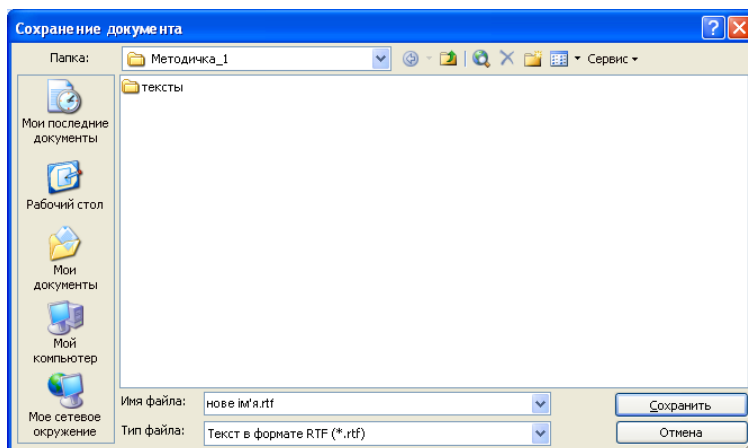 Сохранение документа
Папка:
Методичка_1
Сервис
тексты
Мои последние
документы
Рабочий стол
Мои
документы
Мой
компьютер
Мое сетевое
окружение
Имя файла:
нове ім'я.rtf
Сохранить
Тип файла:
Текст в формате RTF (*.rtf)
Отмена